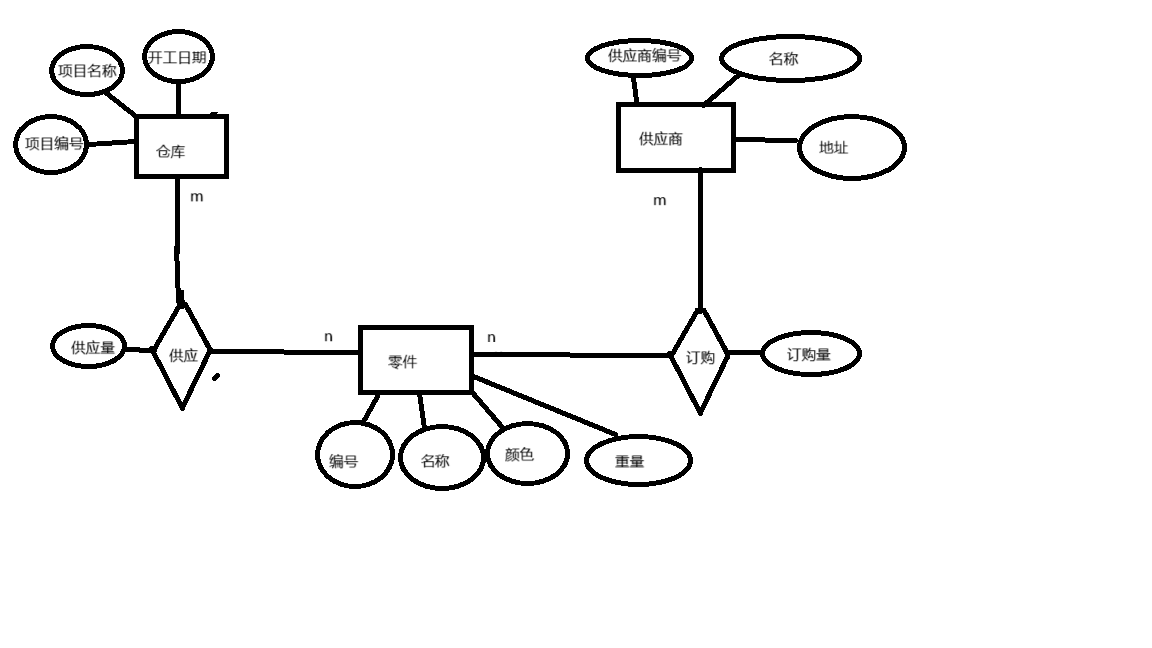 项目名称
开工日期
项目编号
仓库
m
供应商编号
名称
供应商
地址
m
供应量
供应
n
零件
n
订购
订购量
编号
名称
颜色
重量